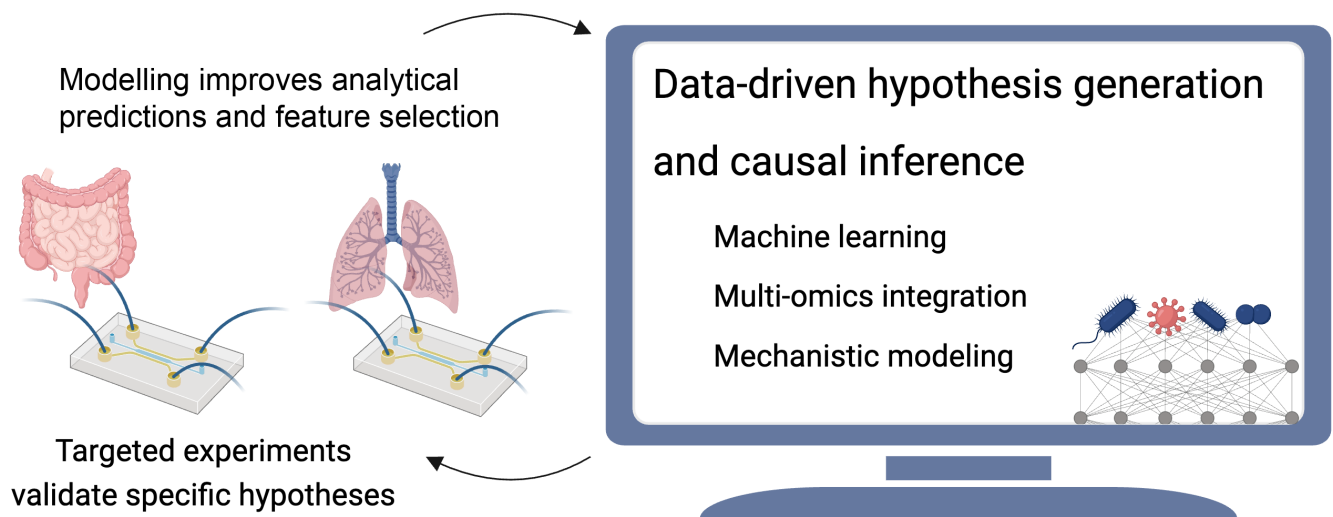 Modelling improves analytical
predictions and feature selection
Targeted experiments
validate specific hypotheses
Data-driven hypothesis generation
and causal inference
Machine learning
Multi-omics integration
Mechanistic modeling